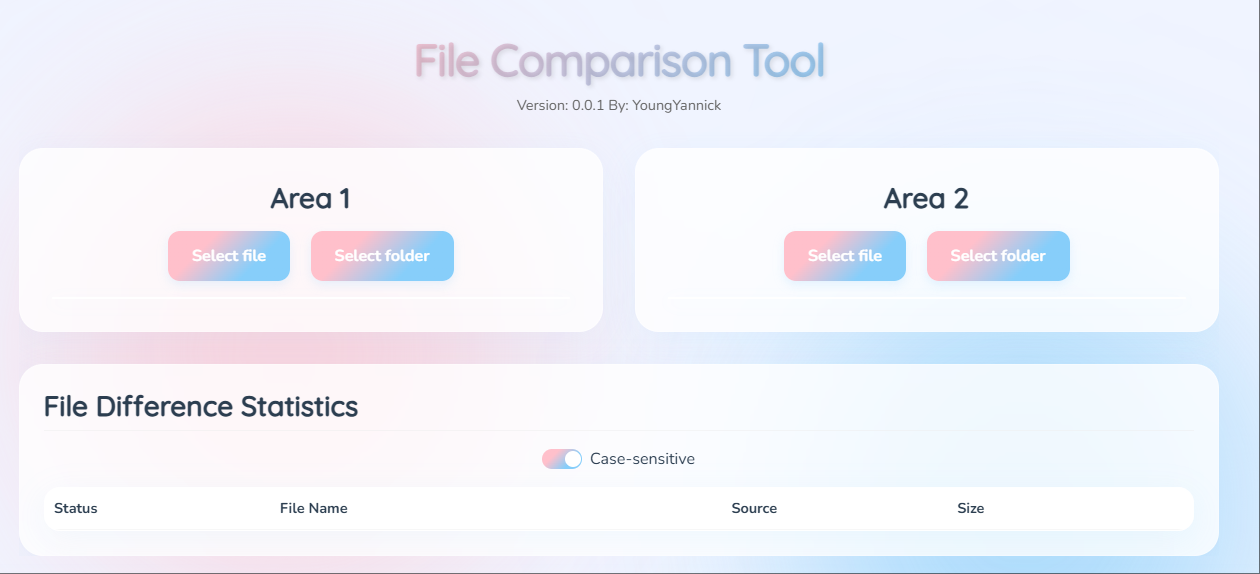 File Comparison Tool
Version: 0.0.1 By: YoungYannick
Area 1
Select file
Select folder
Area 2
Select file
Select folder
File Difference Statistics
Case-sensitive
Status File Name Source Size